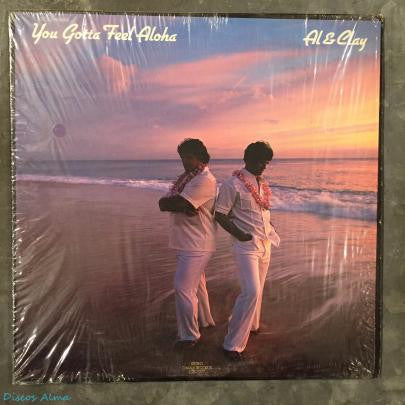 You Gotta Feel Aloha
Al & Clay
Discos Alma